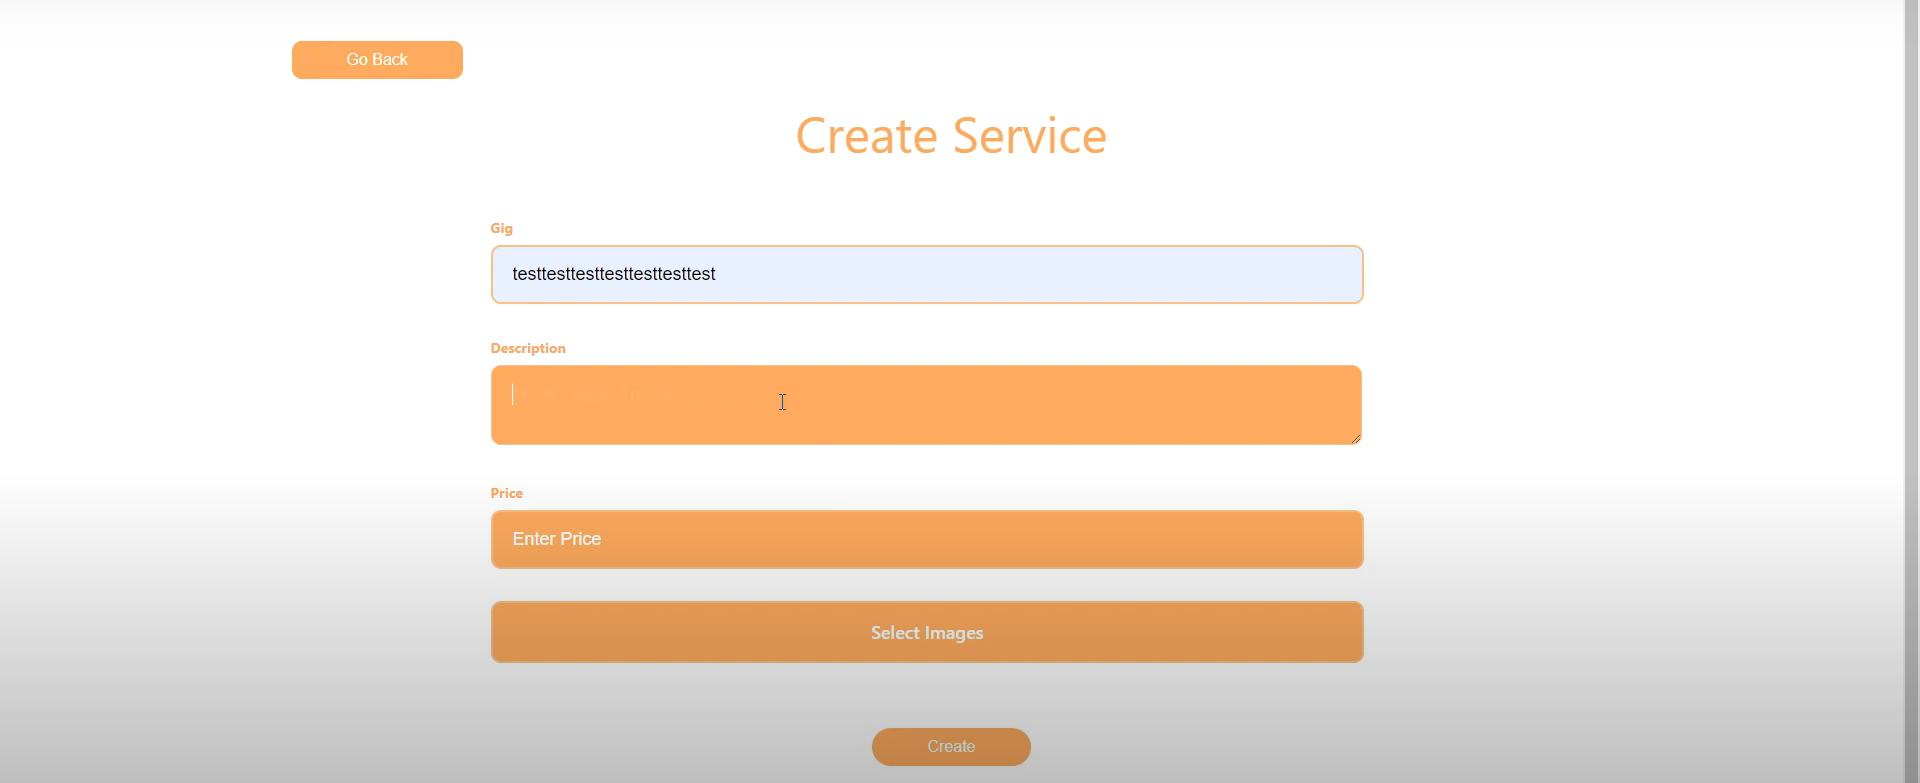 Go Back
Create Service
Gig
testtesttesttesttesttesttest
Description
Price
Enter Price
Select Images
Create